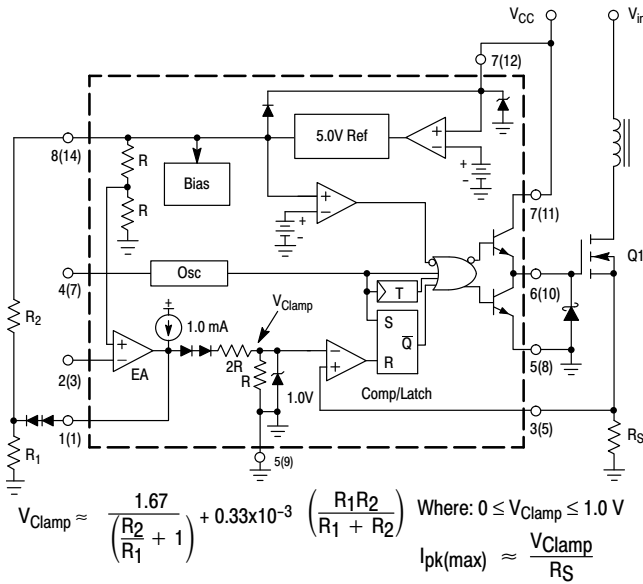 VCC
Vin
7(12)
8(14)
5.0V Ref
R
Bias
+
–
R
+
–
+
–
+
–
7(11)
Q1
4(7)
Osc
6(10)
T
VClamp
R2
+
1.0 mA
S
Q̅
R
5(8)
+
–
2R
–
+
2(3)
EA
R
1.0V
Comp/Latch
1(1)
3(5)
R1
5(9)
RS
VClamp ≈ 1.67 / (R2/R1 + 1) + 0.33x10⁻³ (R1R2 / R1 + R2) Where: 0 ≤ VClamp ≤ 1.0 V
Ipk(max) ≈ VClamp / RS